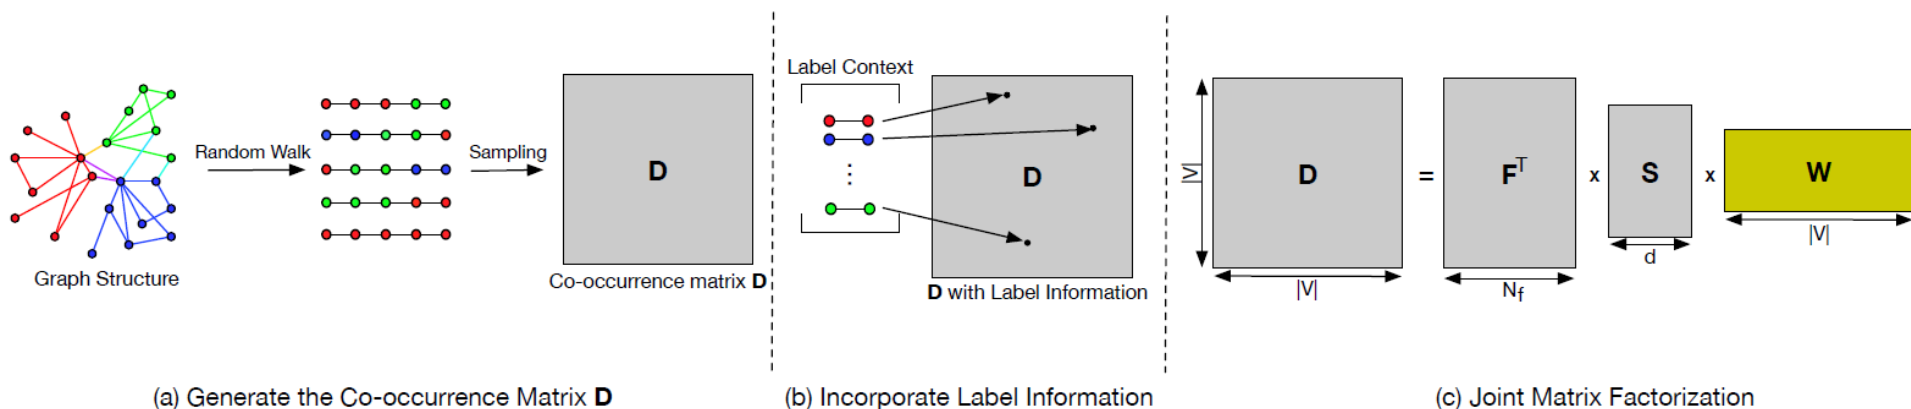 Graph Structure
Random Walk
Sampling
D
Co-occurrence matrix D
(a) Generate the Co-occurrence Matrix D
Label Context
D
D with Label Information
(b) Incorporate Label Information
|V|
D
|V|
=
F^T
N_f
x
S
d
x
W
|V|
(c) Joint Matrix Factorization